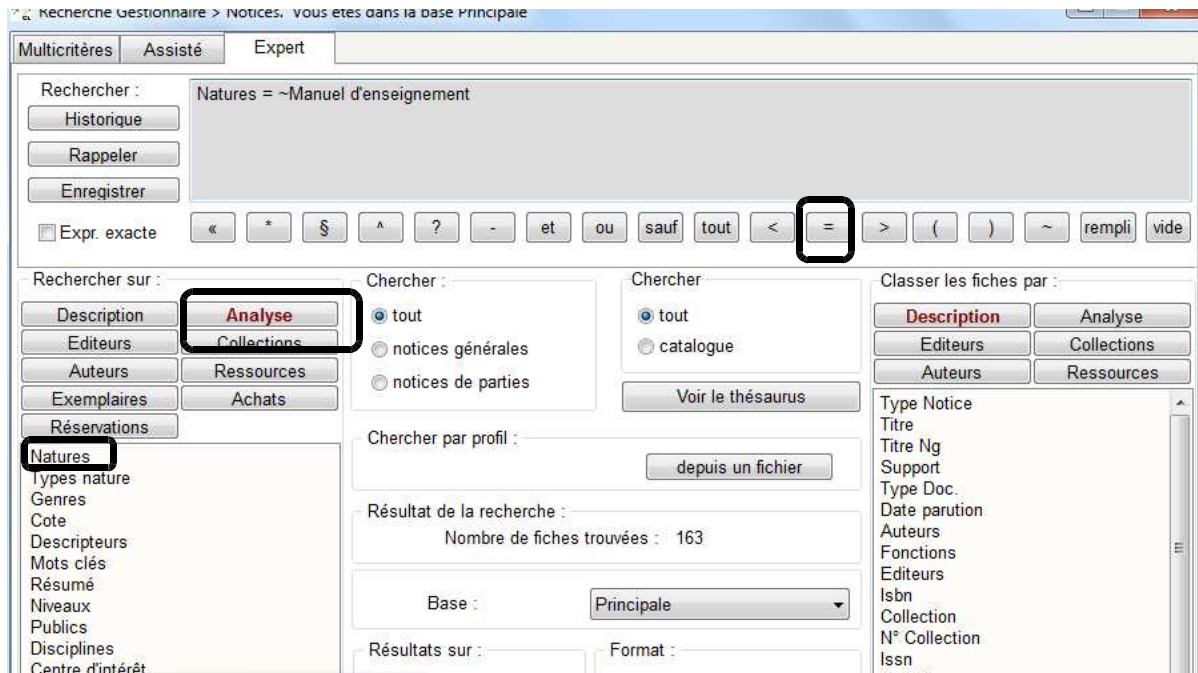 Recherche Gestionnaire > Notices. Vous êtes dans la base Principale
Multicritères Assisté Expert
Rechercher :
Natures = ~Manuel d'enseignement
Historique
Rappeler
Enregistrer
Expr. exacte
« * § ^ ? - et ou sauf tout < = > ( ) ~ rempli vide
Rechercher sur :
Description Analyse
Editeurs Collections
Auteurs Ressources
Exemplaires Achats
Réservations
Natures
Types nature
Genres
Cote
Descripteurs
Mots clés
Résumé
Niveaux
Publics
Disciplines
Centre d'intérêt
Chercher :
tout
notices générales
notices de parties
Chercher
tout
catalogue
Voir le thésaurus
Chercher par profil :
depuis un fichier
Résultat de la recherche :
Nombre de fiches trouvées : 163
Base : Principale
Résultats sur :
Format :
Classer les fiches par :
Description Analyse
Editeurs Collections
Auteurs Ressources
Type Notice
Titre
Titre Ng
Support
Type Doc.
Date parution
Auteurs
Fonctions
Editeurs
Isbn
Collection
N° Collection
Issn